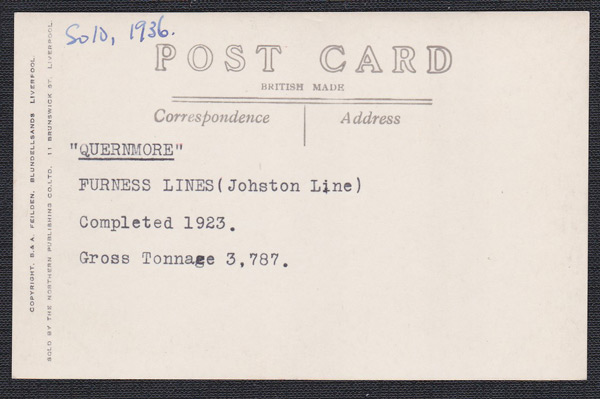 Sold, 1936.
POST CARD
BRITISH MADE
Correspondence
Address
"QUERNMORE"
FURNESS LINES(Johston Line)
Completed 1923.
Gross Tonnage 3,787.
COPYRIGHT, B.& A. FEILDEN, BLUNDELLSANDS LIVERPOOL.
SOLD BY THE NORTHERN PUBLISHING CO.LTD. 11 BRUNSWICK ST. LIVERPOOL.